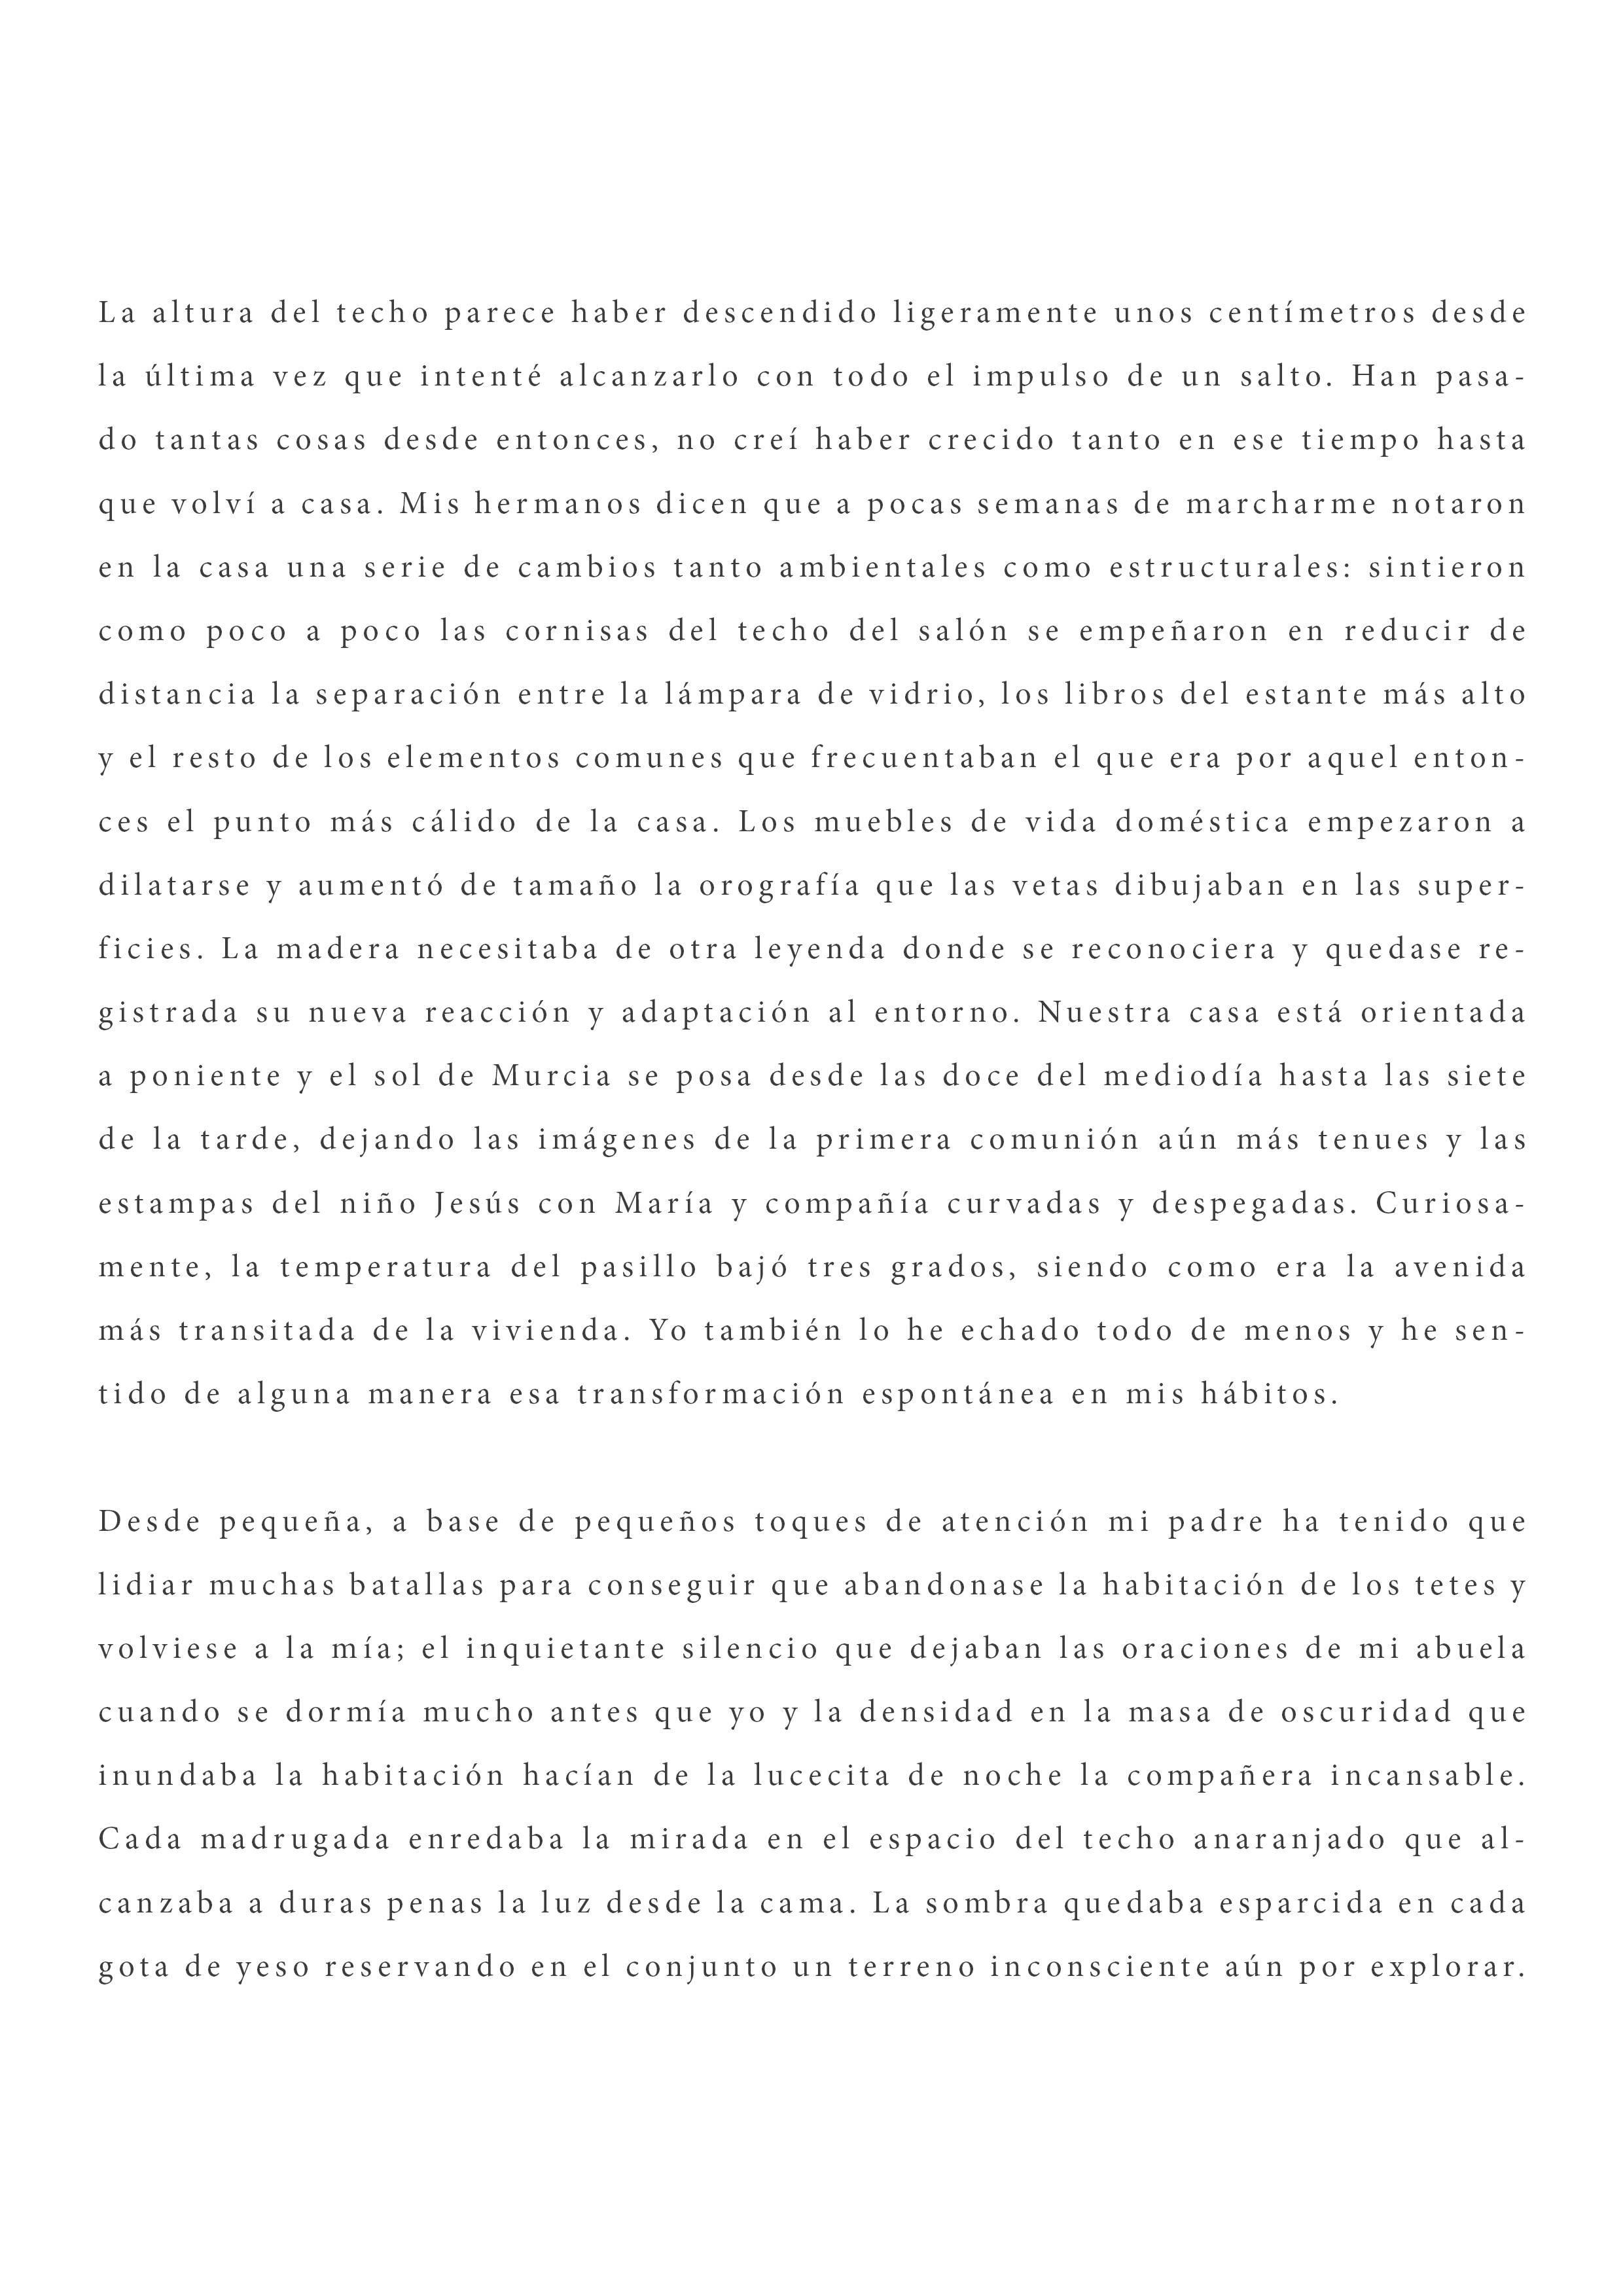 La altura del techo parece haber descendido ligeramente unos centímetros desde
la última vez que intenté alcanzarlo con todo el impulso de un salto. Han pasa-
do tantas cosas desde entonces, no creí haber crecido tanto en ese tiempo hasta
que volví a casa. Mis hermanos dicen que a pocas semanas de marcharme notaron
en la casa una serie de cambios tanto ambientales como estructurales: sintieron
como poco a poco las cornisas del techo del salón se empeñaron en reducir de
distancia la separación entre la lámpara de vidrio, los libros del estante más alto
y el resto de los elementos comunes que frecuentaban el que era por aquel enton-
ces el punto más cálido de la casa. Los muebles de vida doméstica empezaron a
dilatarse y aumentó de tamaño la orografía que las vetas dibujaban en las super-
ficies. La madera necesitaba de otra leyenda donde se reconociera y quedase re-
gistrada su nueva reacción y adaptación al entorno. Nuestra casa está orientada
a poniente y el sol de Murcia se posa desde las doce del mediodía hasta las siete
de la tarde, dejando las imágenes de la primera comunión aún más tenues y las
estampas del niño Jesús con María y compañía curvadas y despegadas. Curiosa-
mente, la temperatura del pasillo bajó tres grados, siendo como era la avenida
más transitada de la vivienda. Yo también lo he echado todo de menos y he sen-
tido de alguna manera esa transformación espontánea en mis hábitos.
Desde pequeña, a base de pequeños toques de atención mi padre ha tenido que
lidiar muchas batallas para conseguir que abandonase la habitación de los tetes y
volviese a la mía; el inquietante silencio que dejaban las oraciones de mi abuela
cuando se dormía mucho antes que yo y la densidad en la masa de oscuridad que
inundaba la habitación hacían de la lucecita de noche la compañera incansable.
Cada madrugada enredaba la mirada en el espacio del techo anaranjado que al-
canzaba a duras penas la luz desde la cama. La sombra quedaba esparcida en cada
gota de yeso reservando en el conjunto un terreno inconsciente aún por explorar.